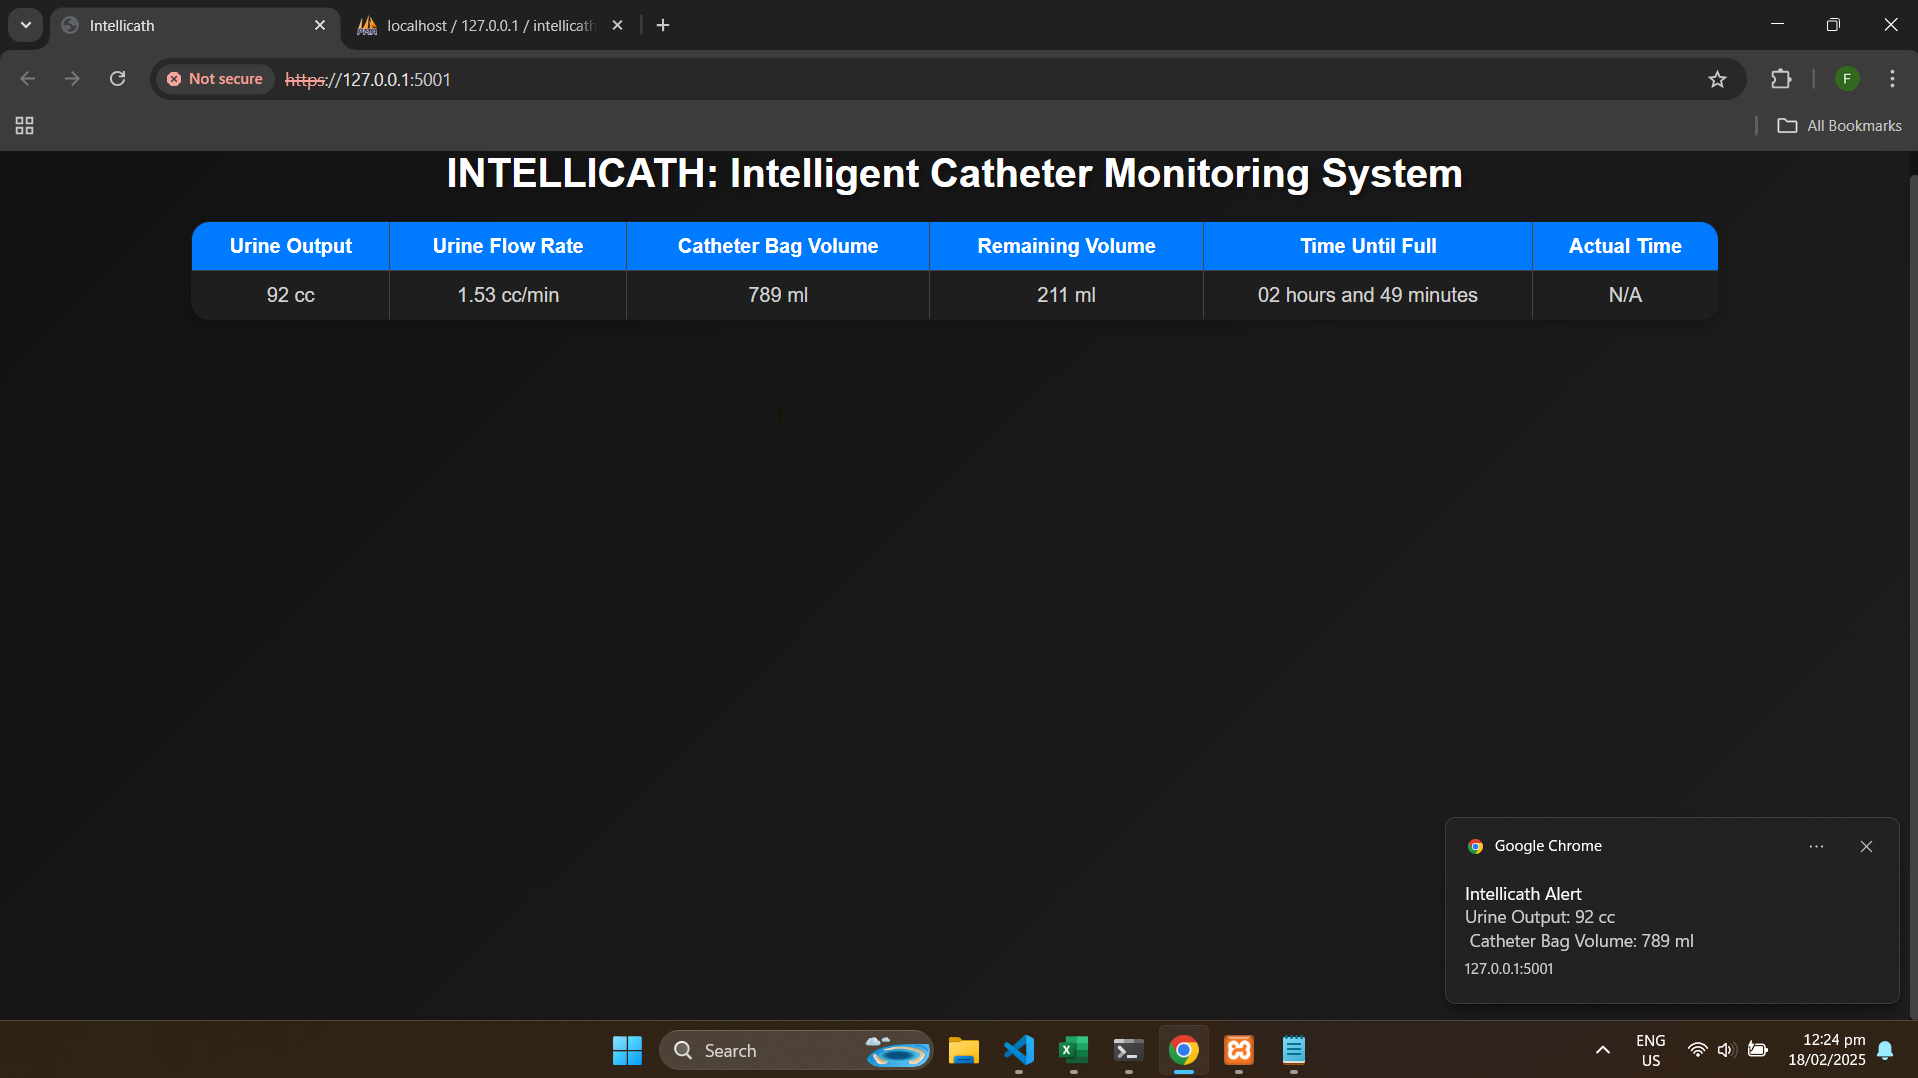 Intellicath
localhost / 127.0.0.1 / intellicath
Not secure
https://127.0.0.1:5001
F
All Bookmarks
INTELLICATH: Intelligent Catheter Monitoring System
Urine Output Urine Flow Rate Catheter Bag Volume Remaining Volume Time Until Full Actual Time
92 cc 1.53 cc/min 789 ml 211 ml 02 hours and 49 minutes N/A
Google Chrome
Intellicath Alert
Urine Output: 92 cc
Catheter Bag Volume: 789 ml
127.0.0.1:5001
Search
ENG
US
12:24 pm
18/02/2025